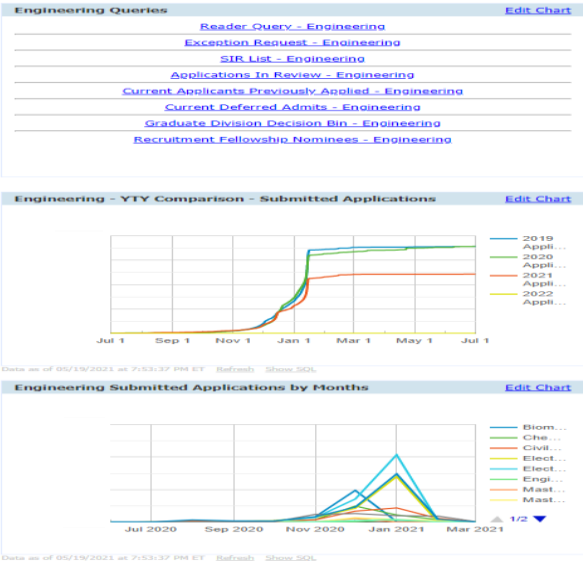 Engineering Queries Edit Chart
Reader Query - Engineering
Exception Request - Engineering
SIR List - Engineering
Applications In Review - Engineering
Current Applicants Previously Applied - Engineering
Current Deferred Admits - Engineering
Graduate Division Decision Bin - Engineering
Recruitment Fellowship Nominees - Engineering
Engineering - YTY Comparison - Submitted Applications Edit Chart
2019
Appli...
2020
Appli...
2021
Appli...
2022
Appli...
Jul 1 Sep 1 Nov 1 Jan 1 Mar 1 May 1 Jul 1
Data as of 05/19/2021 at 7:53:37 PM ET Refresh Show SQL
Engineering Submitted Applications by Months Edit Chart
Biom...
Che...
Civil...
Elect...
Elect...
Engi...
Mast...
Mast...
1/2
Jul 2020 Sep 2020 Nov 2020 Jan 2021 Mar 2021
Data as of 05/19/2021 at 7:53:37 PM ET Refresh Show SQL